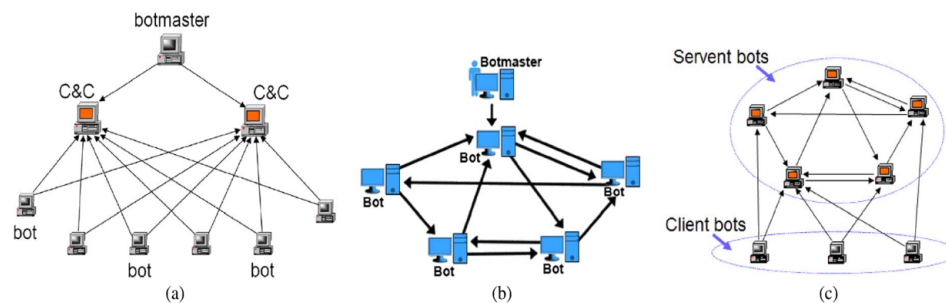 botmaster
C&C
C&C
bot
bot
bot
(a)
Botmaster
Bot
Bot
Bot
Bot
Bot
(b)
Servent bots
Client bots
(c)